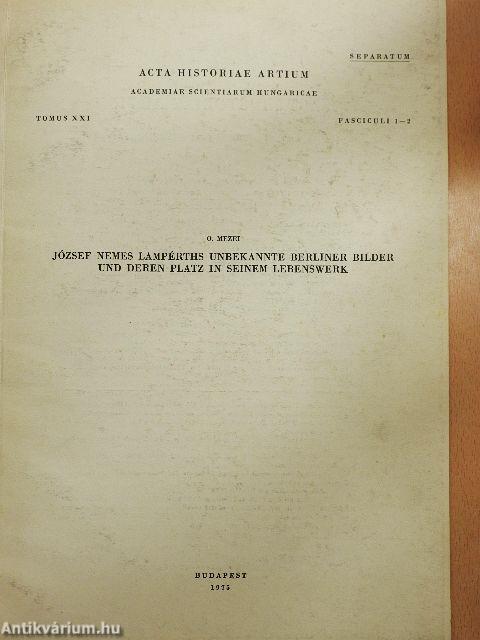 SEPARATUM
ACTA HISTORIAE ARTIUM
ACADEMIAE SCIENTIARUM HUNGARICAE
TOMUS XXI
FASCICULI 1–2
O. MEZEI
JÓZSEF NEMES LAMPÉRTHS UNBEKANNTE BERLINER BILDER
UND DEREN PLATZ IN SEINEM LEBENSWERK
BUDAPEST
1975
Antikvárium.hu